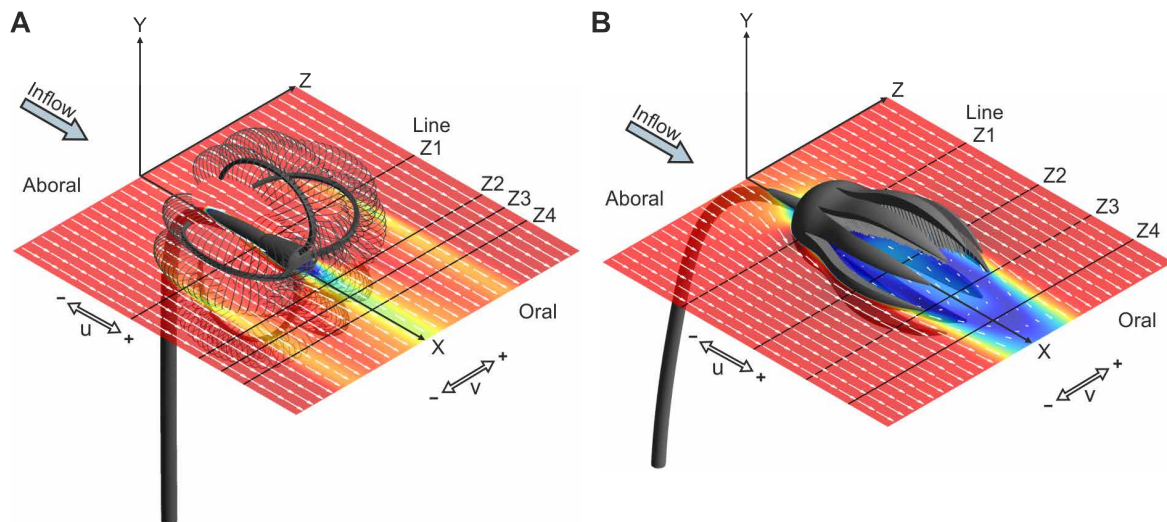 A
Y
Inflow
Z
Line
Z1
Z2
Z3
Z4
Aboral
Oral
X
- u +
- v +
B
Y
Inflow
Z
Line
Z1
Z2
Z3
Z4
Aboral
Oral
X
- u +
- v +